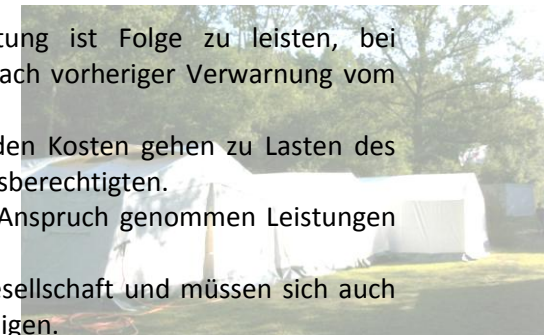 tung ist Folge zu leisten, bei
ach vorheriger Verwarnung vom
den Kosten gehen zu Lasten des
sberechtigten.
Anspruch genommen Leistungen
esellschaft und müssen sich auch
igen.